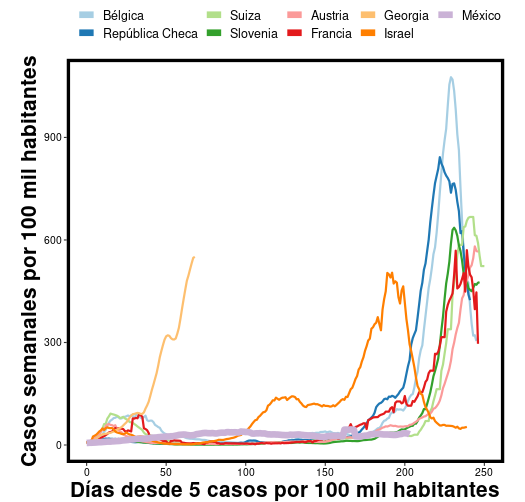 Bélgica Suiza Austria Georgia México
República Checa Slovenia Francia Israel
Casos semanales por 100 mil habitantes
900
600
300
0
0 50 100 150 200 250
Días desde 5 casos por 100 mil habitantes